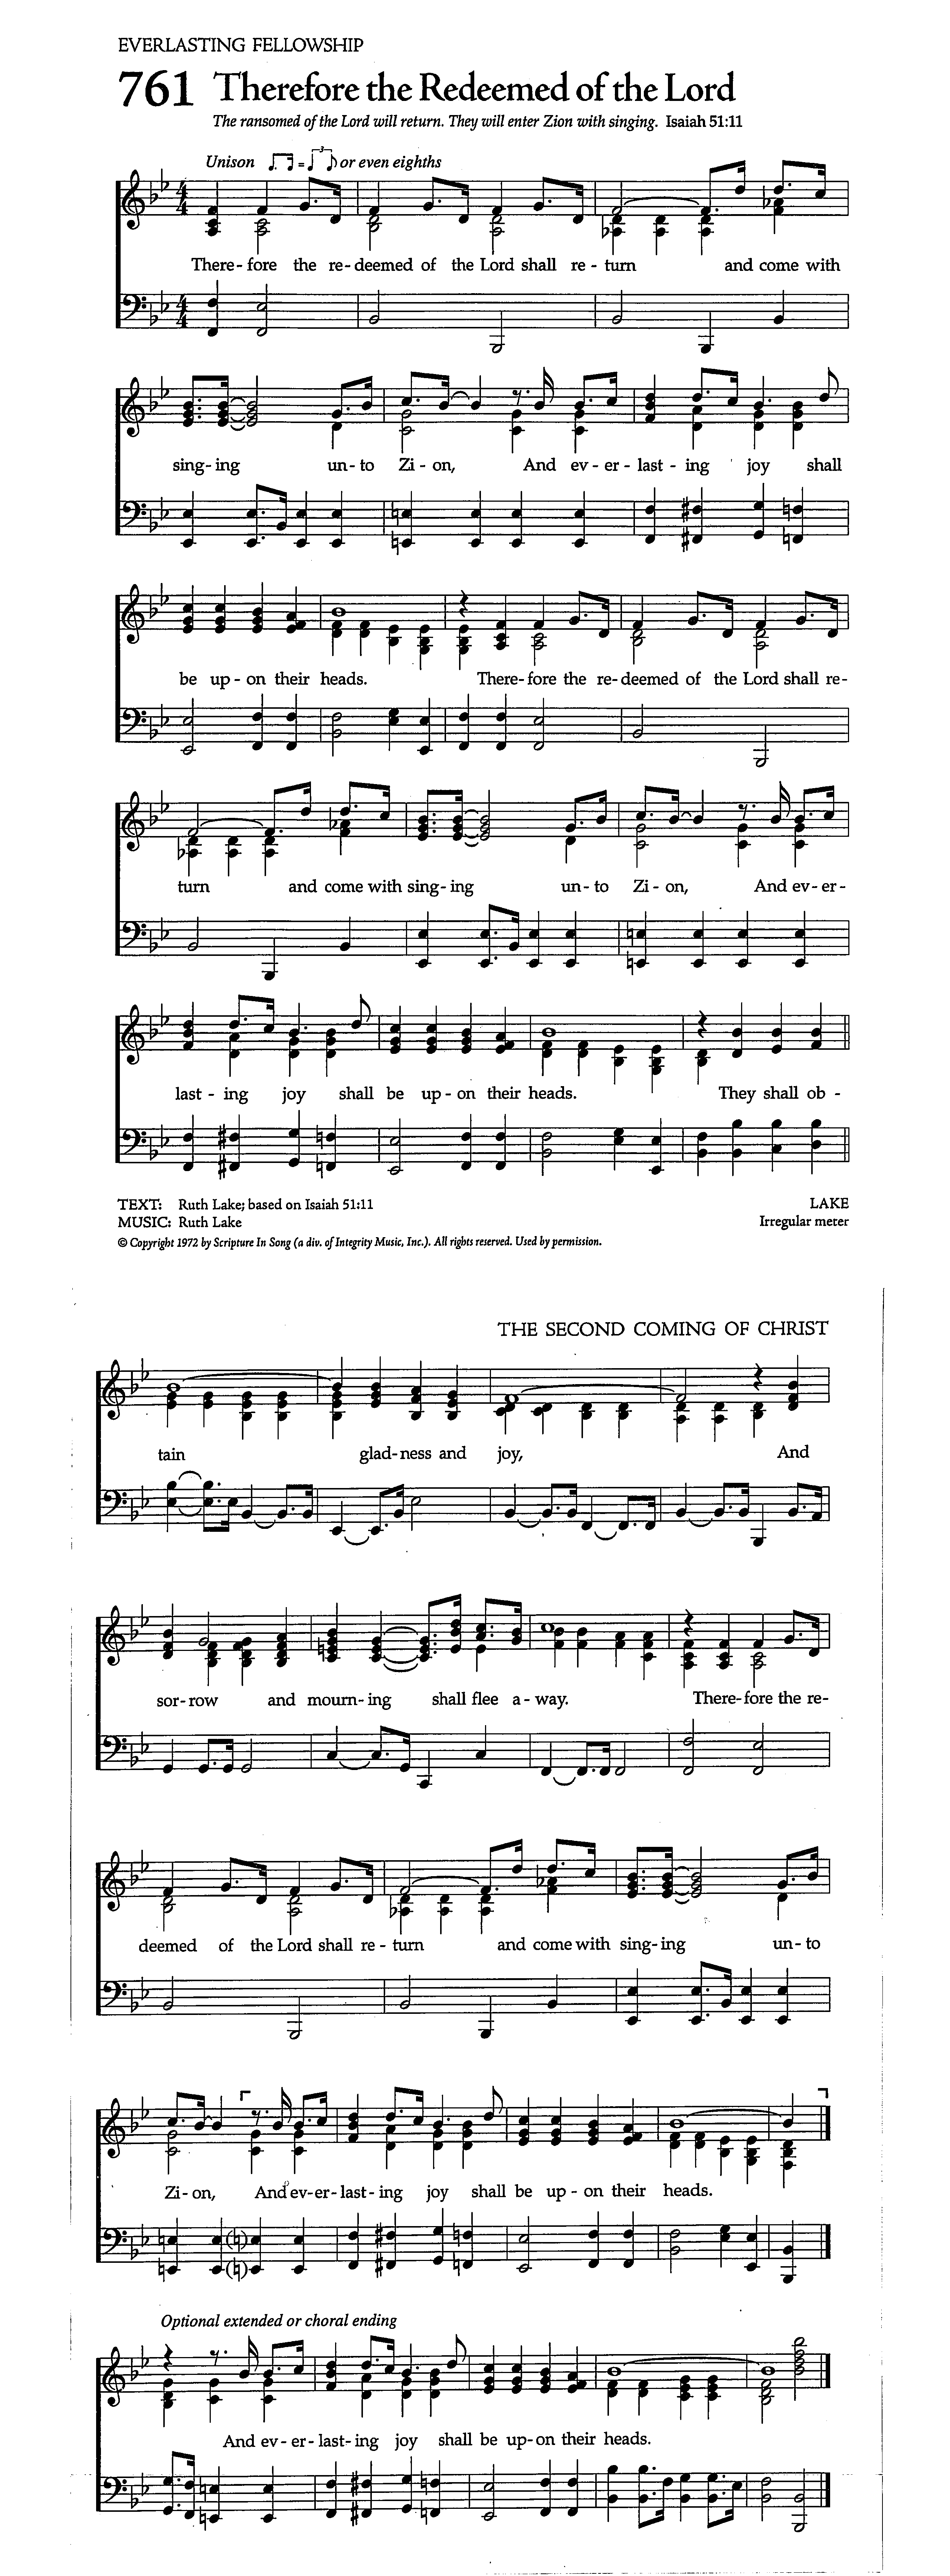 EVERLASTING FELLOWSHIP
761 Therefore the Redeemed of the Lord
The ransomed of the Lord will return. They will enter Zion with singing. Isaiah 51:11
Unison = 3 or even eighths
4 4
There- fore the re- deemed of the Lord shall re - turn and come with
4 4
sing- ing un- to Zi - on, And ev - er - last - ing joy shall
be up - on their heads. There- fore the re- deemed of the Lord shall re-
turn and come with sing- ing un- to Zi - on, And ev- er-
last - ing joy shall be up - on their heads. They shall ob -
TEXT: Ruth Lake; based on Isaiah 51:11 LAKE
MUSIC: Ruth Lake Irregular meter
© Copyright 1972 by Scripture In Song (a div. of Integrity Music, Inc.). All rights reserved. Used by permission.
THE SECOND COMING OF CHRIST
tain glad- ness and joy, And
sor- row and mourn- ing shall flee a - way. There- fore the re-
deemed of the Lord shall re - turn and come with sing- ing un- to
Zi - on, And ev- er- last - ing joy shall be up - on their heads.
Optional extended or choral ending
And ev - er - last- ing joy shall be up- on their heads.